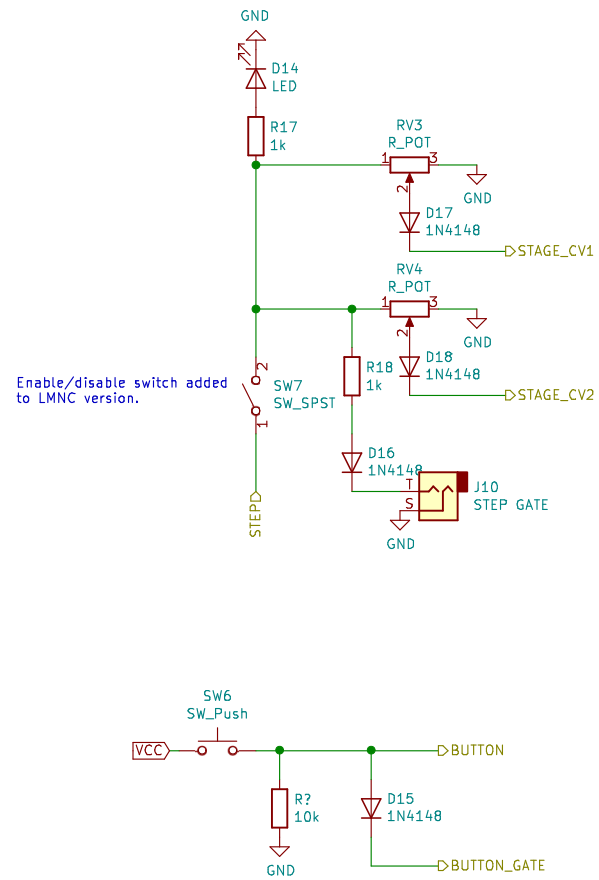 GND
D14
LED
R17
1k
RV3
R_POT
1
3
2
GND
D17
1N4148
STAGE_CV1
RV4
R_POT
1
3
2
GND
D18
1N4148
STAGE_CV2
R18
1k
2
Enable/disable switch added
to LMNC version.
SW7
SW_SPST
1
D16
1N4148
T
S
J10
STEP GATE
GND
STEP
SW6
SW_Push
VCC
BUTTON
R?
10k
GND
D15
1N4148
BUTTON_GATE